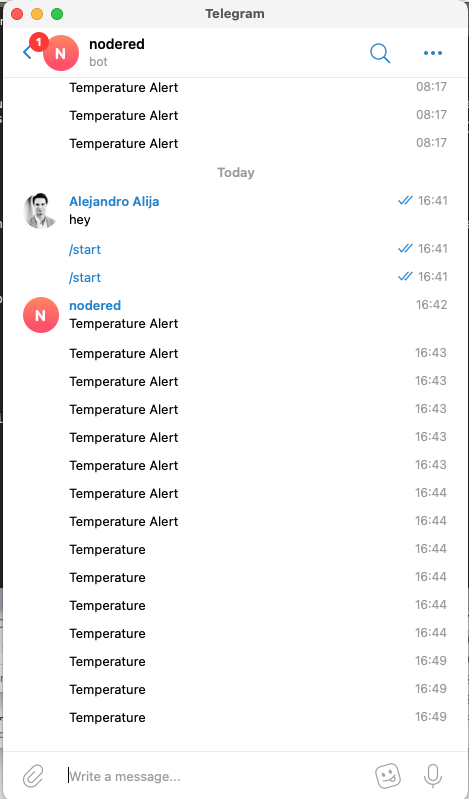 Telegram
1
N
nodered
bot
Temperature Alert 08:17
Temperature Alert 08:17
Temperature Alert 08:17
Today
Alejandro Alija 16:41
hey
/start 16:41
/start 16:41
N
nodered 16:42
Temperature Alert
Temperature Alert 16:43
Temperature Alert 16:43
Temperature Alert 16:43
Temperature Alert 16:43
Temperature Alert 16:43
Temperature Alert 16:44
Temperature Alert 16:44
Temperature 16:44
Temperature 16:44
Temperature 16:44
Temperature 16:44
Temperature 16:49
Temperature 16:49
Temperature 16:49
Write a message...